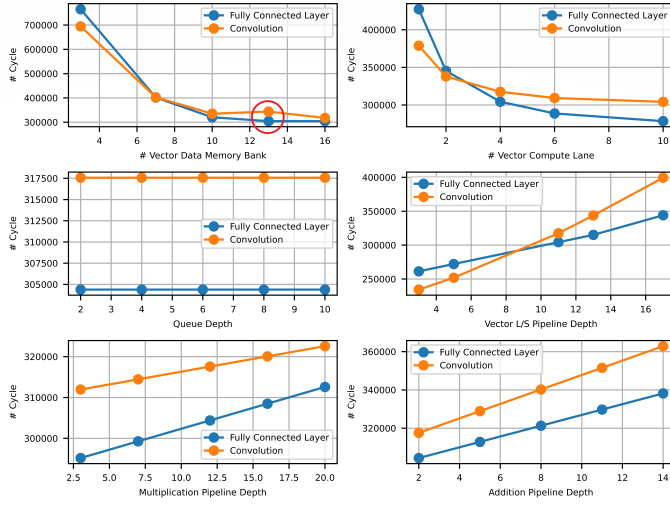 700000
600000
500000
400000
300000
# Cycle
Fully Connected Layer
Convolution
4 6 8 10 12 14 16
# Vector Data Memory Bank
400000
350000
300000
# Cycle
Fully Connected Layer
Convolution
2 4 6 8 10
# Vector Compute Lane
317500
315000
312500
310000
307500
305000
# Cycle
Fully Connected Layer
Convolution
2 4 6 8 10
Queue Depth
400000
350000
300000
250000
# Cycle
Fully Connected Layer
Convolution
4 6 8 10 12 14 16
Vector L/S Pipeline Depth
320000
310000
300000
# Cycle
Fully Connected Layer
Convolution
2.5 5.0 7.5 10.0 12.5 15.0 17.5 20.0
Multiplication Pipeline Depth
360000
340000
320000
# Cycle
Fully Connected Layer
Convolution
2 4 6 8 10 12 14
Addition Pipeline Depth